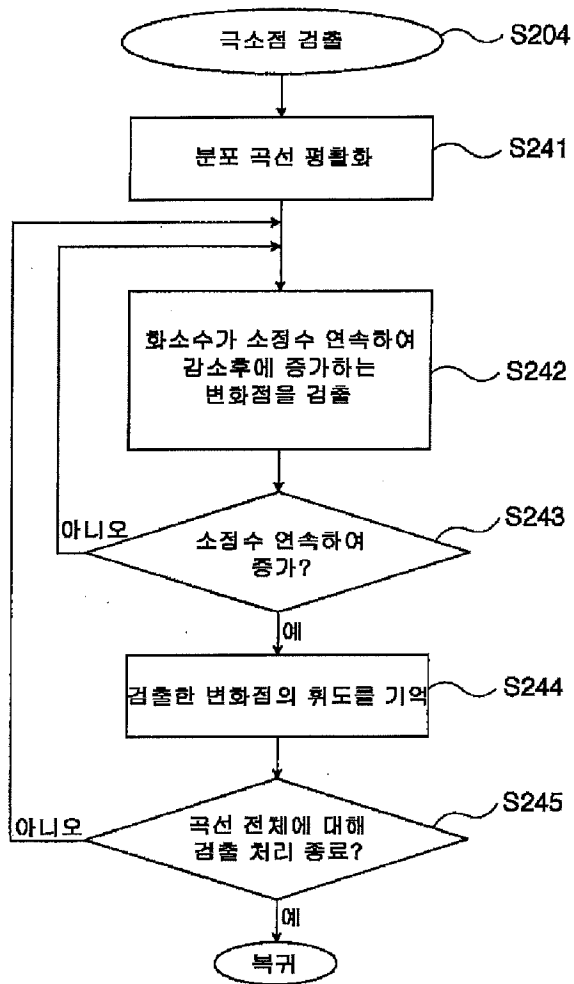 극소점 검출
S204
분포 곡선 평활화
S241
화소수가 소정수 연속하여
감소후에 증가하는
변화점을 검출
S242
아니오
소정수 연속하여
증가?
S243
예
검출한 변화점의 휘도를 기억
S244
아니오
곡선 전체에 대해
검출 처리 종료?
S245
예
복귀